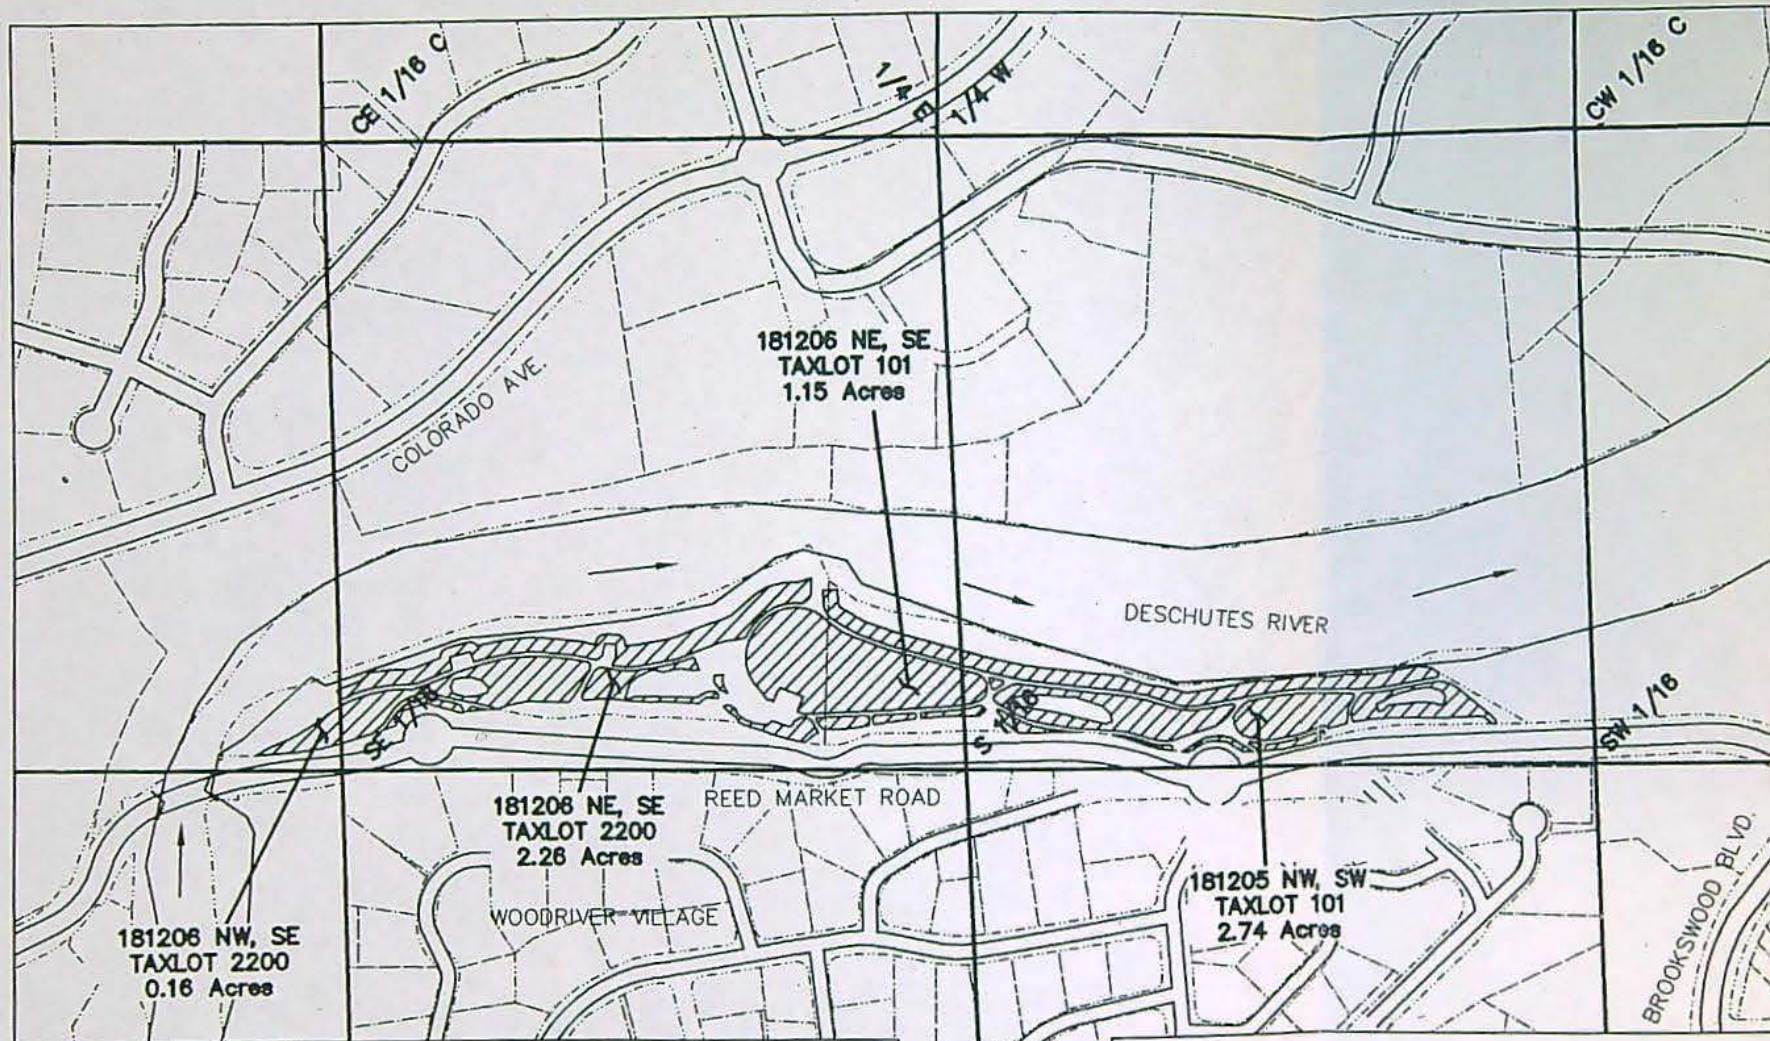 CE 1/16 C
1/4 E
1/4 W
CW 1/16 C
181206 NE, SE
TAXLOT 101
1.15 Acres
COLORADO AVE.
DESCHUTES RIVER
SE 1/16
S 1/16
SW 1/16
181206 NE, SE
TAXLOT 2200
2.26 Acres
REED MARKET ROAD
181205 NW, SW
TAXLOT 101
2.74 Acres
WOODRIVER VILLAGE
181206 NW, SE
TAXLOT 2200
0.16 Acres
BROOKSWOOD BLVD.